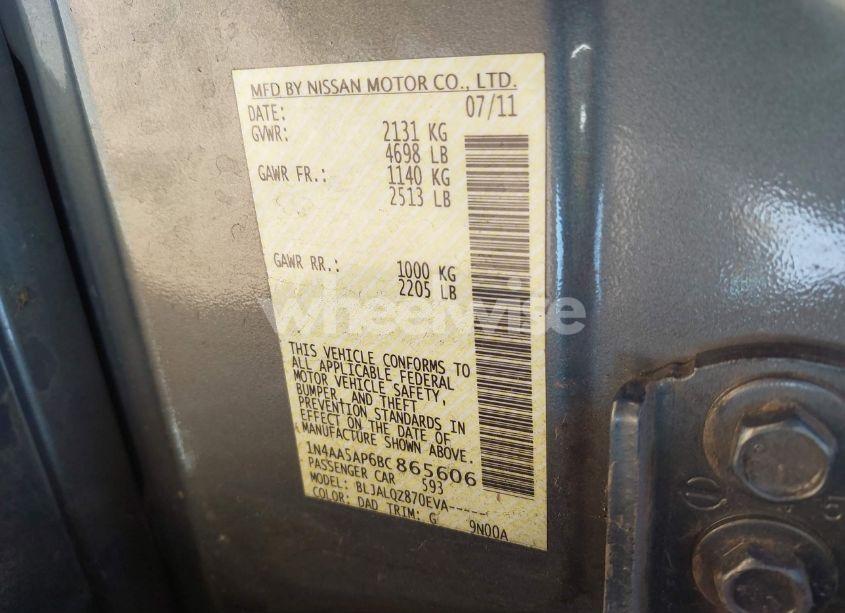 MFD BY NISSAN MOTOR CO., LTD.
DATE: 07/11
GVWR: 2131 KG
4698 LB
GAWR FR.: 1140 KG
2513 LB
GAWR RR.: 1000 KG
2205 LB
wheelwise
THIS VEHICLE CONFORMS TO
ALL APPLICABLE FEDERAL
MOTOR VEHICLE SAFETY,
BUMPER, AND THEFT
PREVENTION STANDARDS IN
EFFECT ON THE DATE OF
MANUFACTURE SHOWN ABOVE.
1N4AA5AP6BC865606
PASSENGER CAR 593
MODEL: BLJALQZ870EVA-----
COLOR: DAD TRIM: G 9N00A
5